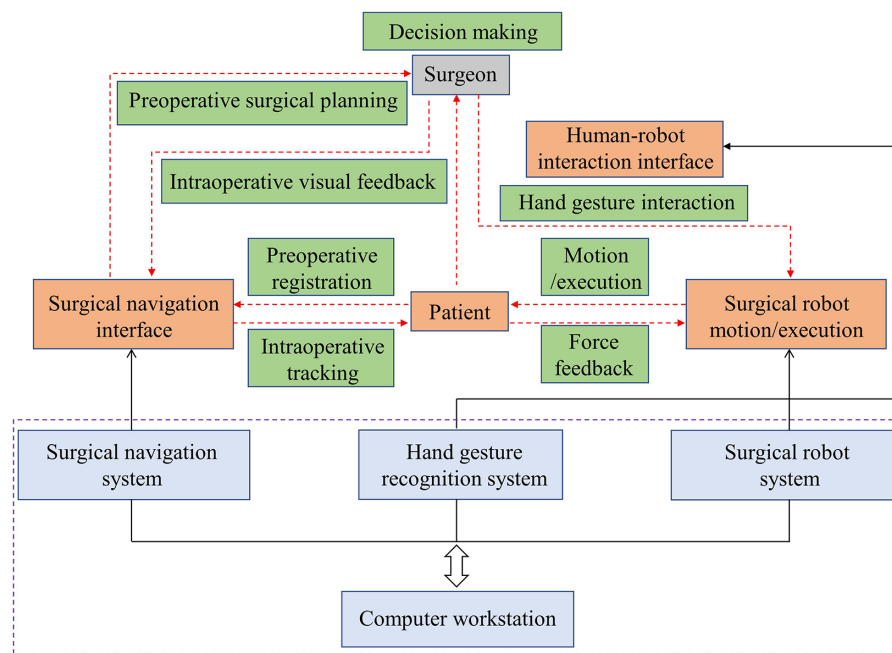 Decision making
Surgeon
Preoperative surgical planning
Human-robot
interaction interface
Intraoperative visual feedback
Hand gesture interaction
Preoperative
registration
Motion
/execution
Surgical navigation
interface
Patient
Surgical robot
motion/execution
Intraoperative
tracking
Force
feedback
Surgical navigation
system
Hand gesture
recognition system
Surgical robot
system
Computer workstation